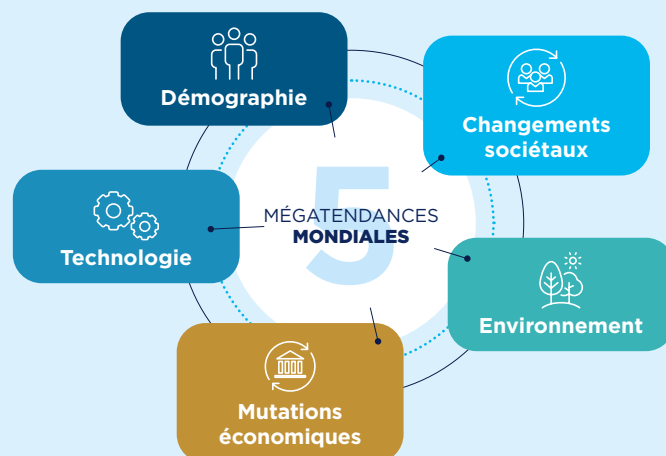 Démographie
Changements
sociétaux
Technologie
5
MÉGATENDANCES
MONDIALES
Environnement
Mutations
économiques